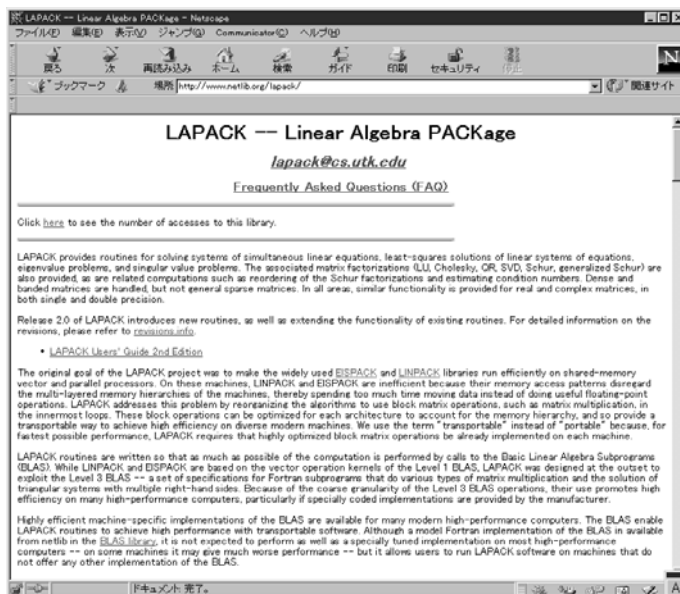 LAPACK -- Linear Algebra PACKage - Netscape
ファイル(F) 編集(E) 表示(V) ジャンプ(G) Communicator(C) ヘルプ(H)
戻る 次 再読み込み ホーム 検索 ガイド 印刷 セキュリティ 停止
ブックマーク 場所 http://www.netlib.org/lapack/ 関連サイト
LAPACK -- Linear Algebra PACKage
lapack@cs.utk.edu
Frequently Asked Questions (FAQ)
Click here to see the number of accesses to this library.
LAPACK provides routines for solving systems of simultaneous linear equations, least-squares solutions of linear systems of equations,
eigenvalue problems, and singular value problems. The associated matrix factorizations (LU, Cholesky, QR, SVD, Schur, generalized Schur) are
also provided, as are related computations such as reordering of the Schur factorizations and estimating condition numbers. Dense and
banded matrices are handled, but not general sparse matrices. In all areas, similar functionality is provided for real and complex matrices, in
both single and double precision.
Release 2.0 of LAPACK introduces new routines, as well as extending the functionality of existing routines. For detailed information on the
revisions, please refer to revisions.info.
• LAPACK Users' Guide 2nd Edition
The original goal of the LAPACK project was to make the widely used EISPACK and LINPACK libraries run efficiently on shared-memory
vector and parallel processors. On these machines, LINPACK and EISPACK are inefficient because their memory access patterns disregard
the multi-layered memory hierarchies of the machines, thereby spending too much time moving data instead of doing useful floating-point
operations. LAPACK addresses this problem by reorganizing the algorithms to use block matrix operations, such as matrix multiplication, in
the innermost loops. These block operations can be optimized for each architecture to account for the memory hierarchy, and so provide a
transportable way to achieve high efficiency on diverse modern machines. We use the term "transportable" instead of "portable" because, for
fastest possible performance, LAPACK requires that highly optimized block matrix operations be already implemented on each machine.
LAPACK routines are written so that as much as possible of the computation is performed by calls to the Basic Linear Algebra Subprograms
(BLAS). While LINPACK and EISPACK are based on the vector operation kernels of the Level 1 BLAS, LAPACK was designed at the outset to
exploit the Level 3 BLAS -- a set of specifications for Fortran subprograms that do various types of matrix multiplication and the solution of
triangular systems with multiple right-hand sides. Because of the coarse granularity of the Level 3 BLAS operations, their use promotes high
efficiency on many high-performance computers, particularly if specially coded implementations are provided by the manufacturer.
Highly efficient machine-specific implementations of the BLAS are available for many modern high-performance computers. The BLAS enable
LAPACK routines to achieve high performance with transportable software. Although a model Fortran implementation of the BLAS in available
from netlib in the BLAS library, it is not expected to perform as well as a specially tuned implementation on most high-performance
computers -- on some machines it may give much worse performance -- but it allows users to run LAPACK software on machines that do
not offer any other implementation of the BLAS.
ドキュメント 完了。